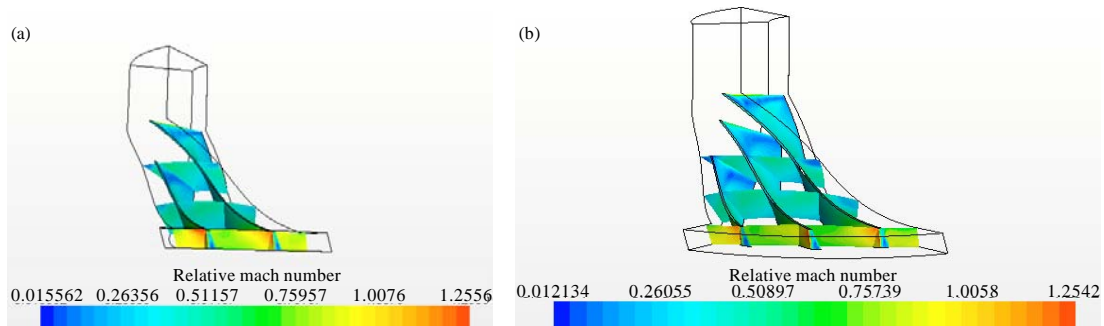 (a)
Relative mach number
0.015562 0.26356 0.51157 0.75957 1.0076 1.2556
(b)
Relative mach number
0.012134 0.26055 0.50897 0.75739 1.0058 1.2542